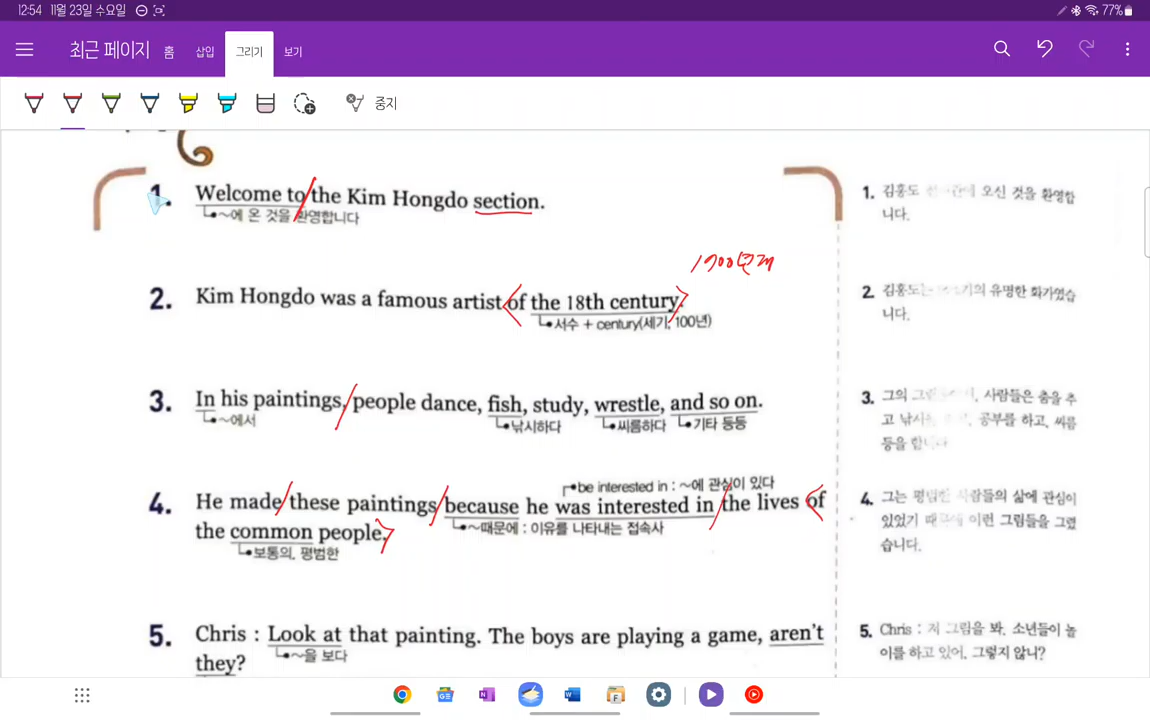 12:54 11월 23일 수요일
77%
최근 페이지 홈 삽입 그리기 보기
중지
1. Welcome to the Kim Hongdo section.
~에 온 것을 환영합니다
2. Kim Hongdo was a famous artist of the 18th century.
서수 + century(세기, 100년)
3. In his paintings, people dance, fish, study, wrestle, and so on.
~에서 낚시하다 씨름하다 기타 등등
be interested in : ~에 관심이 있다
4. He made these paintings because he was interested in the lives of
~때문에 : 이유를 나타내는 접속사
the common people.
보통의, 평범한
5. Chris : Look at that painting. The boys are playing a game, aren't
~을 보다
they?
1. 김홍도 오신 것을 환영합
니다.
2. 김홍도는 유명한 화가였습
니다.
3. 그의 사람들은 춤을 추
고 공부를 하고, 씨름
등을 합니다.
4. 그는 평범한 사람들의 삶에 관심이
있었기 때문에 이런 그림들을 그렸
습니다.
5. Chris : 저 그림을 봐. 소년들이 놀
이를 하고 있어, 그렇지 않니?